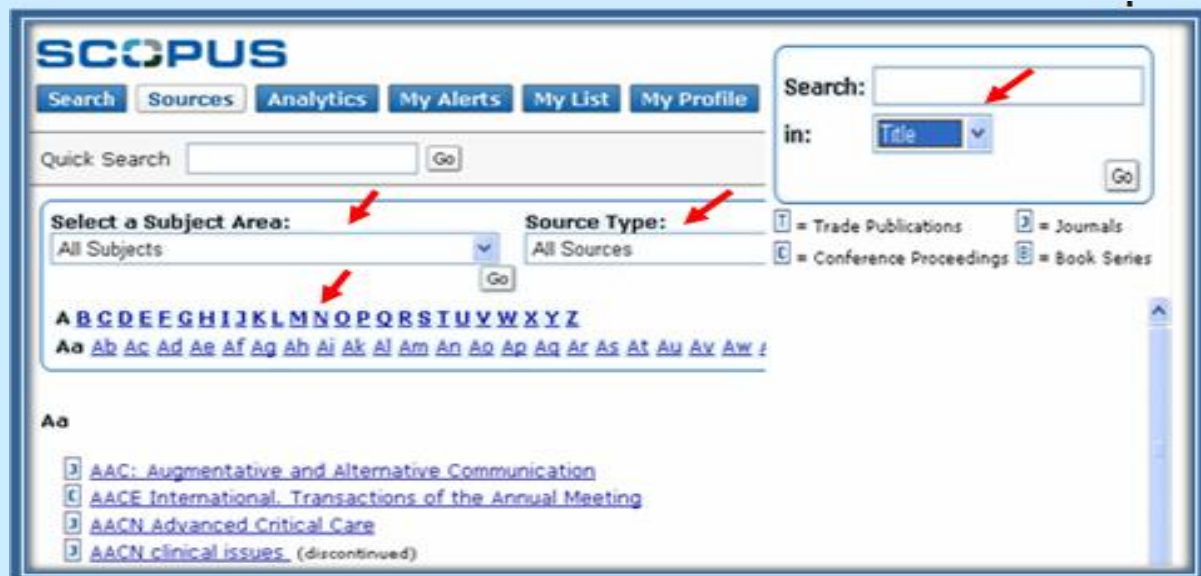 SCOPUS
Search Sources Analytics My Alerts My List My Profile
Quick Search Go
Search:
in: Title
Go
Select a Subject Area: Source Type:
All Subjects All Sources
Go
T = Trade Publications J = Journals
C = Conference Proceedings B = Book Series
A B C D E F G H I J K L M N O P Q R S T U V W X Y Z
Aa Ab Ac Ad Ae Af Ag Ah Ai Ak Al Am An Ao Ap Aq Ar As At Au Av Aw
Aa
J AAC: Augmentative and Alternative Communication
C AACE International. Transactions of the Annual Meeting
J AACN Advanced Critical Care
J AACN clinical issues (discontinued)